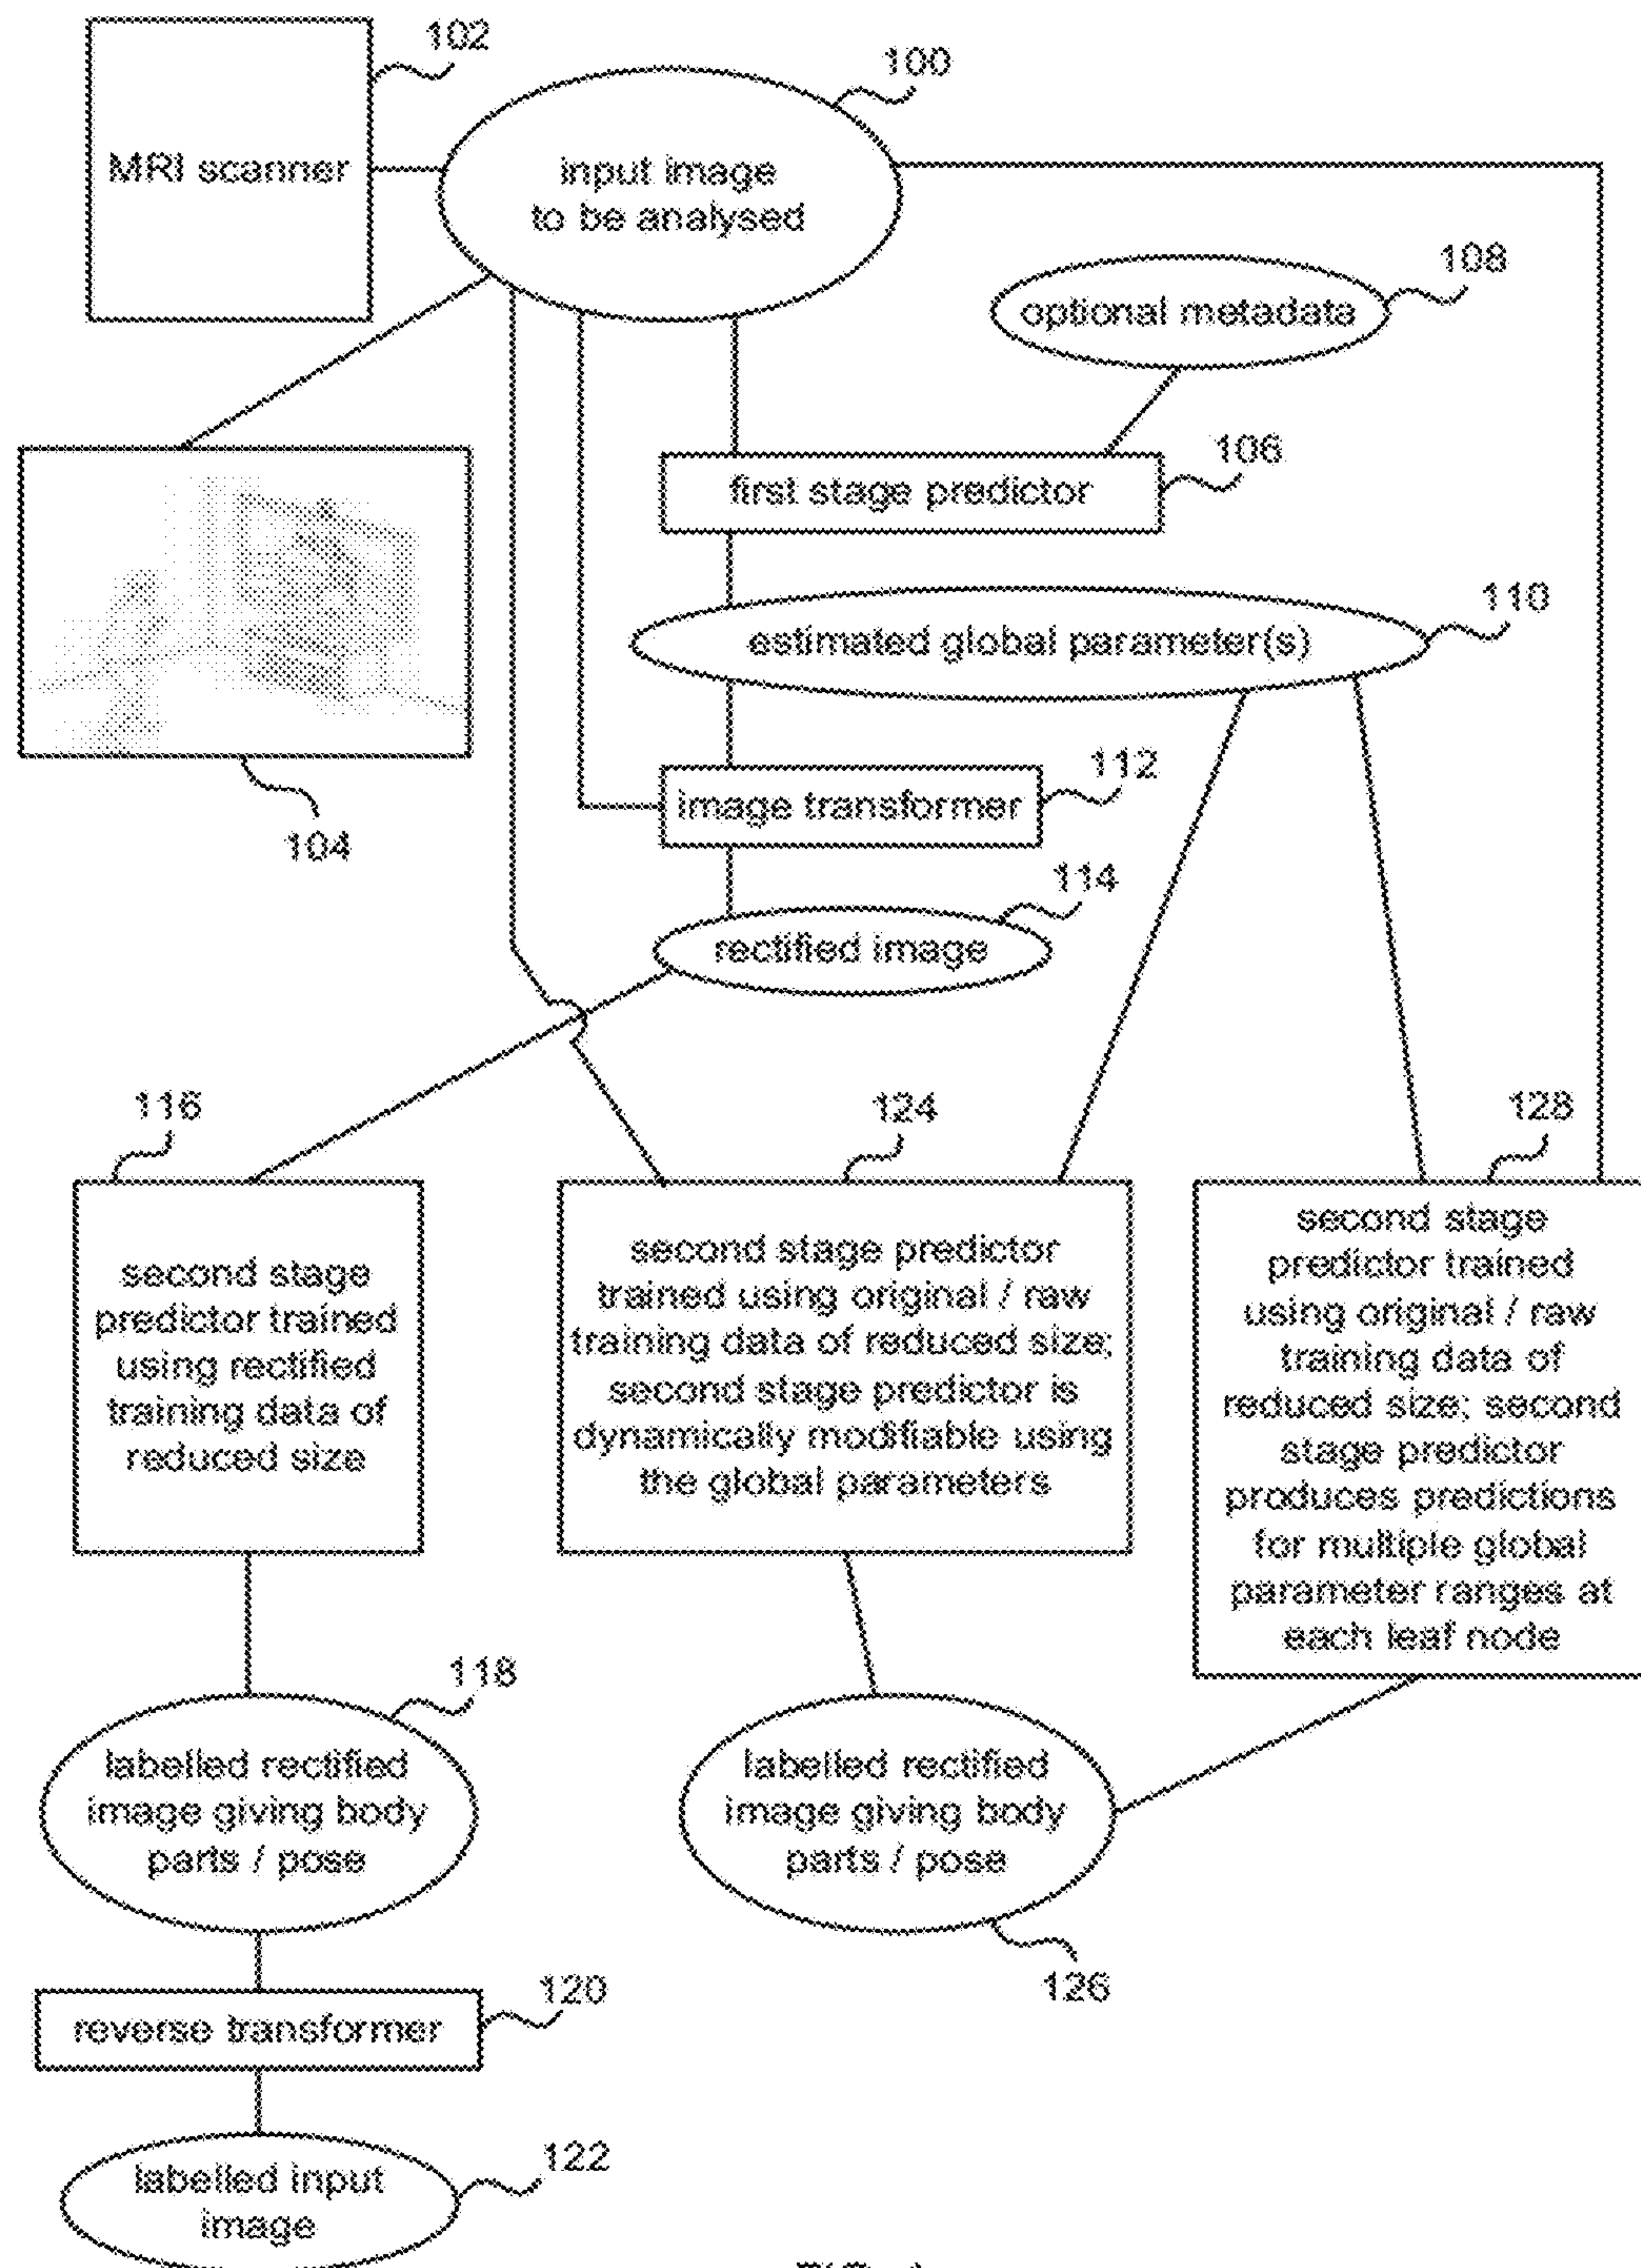 102
100
MRI scanner
input image
to be analysed
108
optional metadata
106
first stage predictor
110
estimated global parameter(s)
112
image transformer
104
114
rectified image
116
124
128
second stage
predictor trained
using rectified
training data of
reduced size
second stage predictor
trained using original / raw
training data of reduced size;
second stage predictor is
dynamically modifiable using
the global parameters
second stage
predictor trained
using original / raw
training data of
reduced size; second
stage predictor
produces predictions
for multiple global
parameter ranges at
each leaf node
118
labelled rectified
image giving body
parts / pose
labelled rectified
image giving body
parts / pose
126
120
reverse transformer
122
labelled input
image